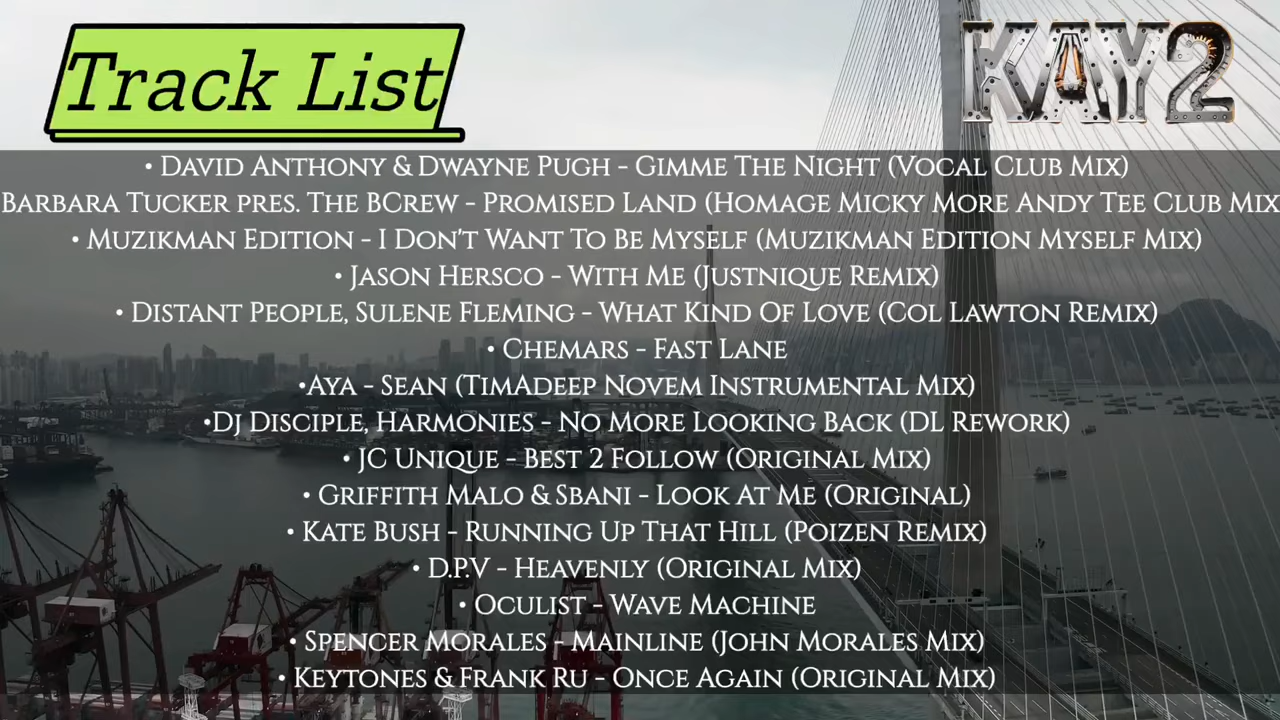 Track List
KAY2
• David Anthony & Dwayne Pugh - Gimme The Night (Vocal Club Mix)
Barbara Tucker pres. The BCrew - Promised Land (Homage Micky More Andy Tee Club Mix
• Muzikman Edition - I Don't Want To Be Myself (Muzikman Edition Myself Mix)
• Jason Hersco - With Me (Justnique Remix)
• Distant People, Sulene Fleming - What Kind Of Love (Col Lawton Remix)
• Chemars - Fast Lane
•Aya - Sean (TimAdeep Novem Instrumental Mix)
•Dj Disciple, Harmonies - No More Looking Back (DL Rework)
• JC Unique - Best 2 Follow (Original Mix)
• Griffith Malo & Sbani - Look At Me (Original)
• Kate Bush - Running Up That Hill (Poizen Remix)
• D.P.V - Heavenly (Original Mix)
• Oculist - Wave Machine
• Spencer Morales - Mainline (John Morales Mix)
• Keytones & Frank Ru - Once Again (Original Mix)